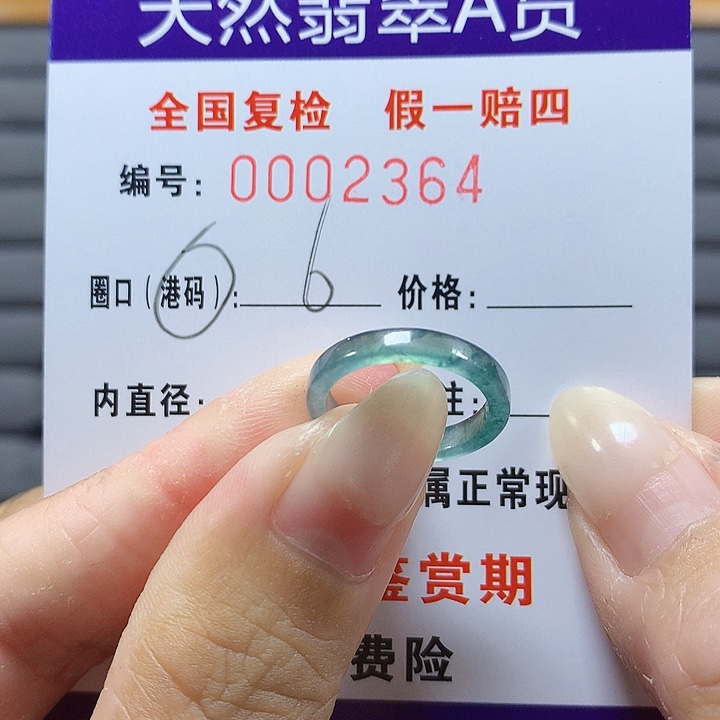 天然翡翠A货
全国复检 假一赔四
编号: 0002364
圈口(港码): 6 价格:
内直径: 注:
属正常现
鉴赏期
费险